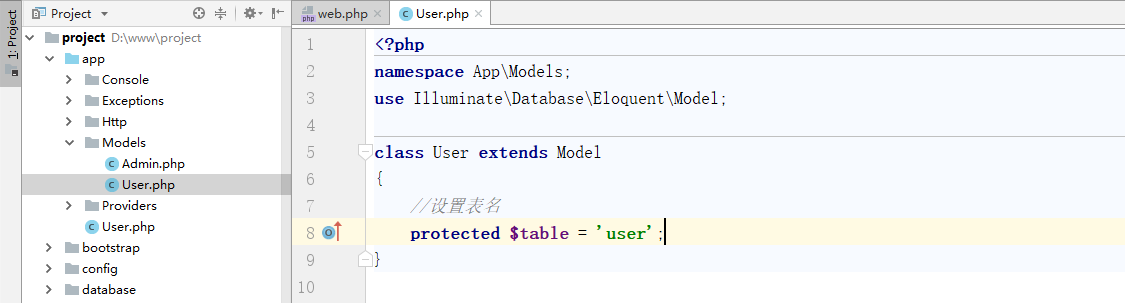 1: Project
Project
project D:\www\project
app
Console
Exceptions
Http
Models
Admin.php
User.php
Providers
User.php
bootstrap
config
database
web.php
User.php
1 <?php
2 namespace App\Models;
3 use Illuminate\Database\Eloquent\Model;
4
5 class User extends Model
6 {
7 //设置表名
8 protected $table = 'user';
9 }
10